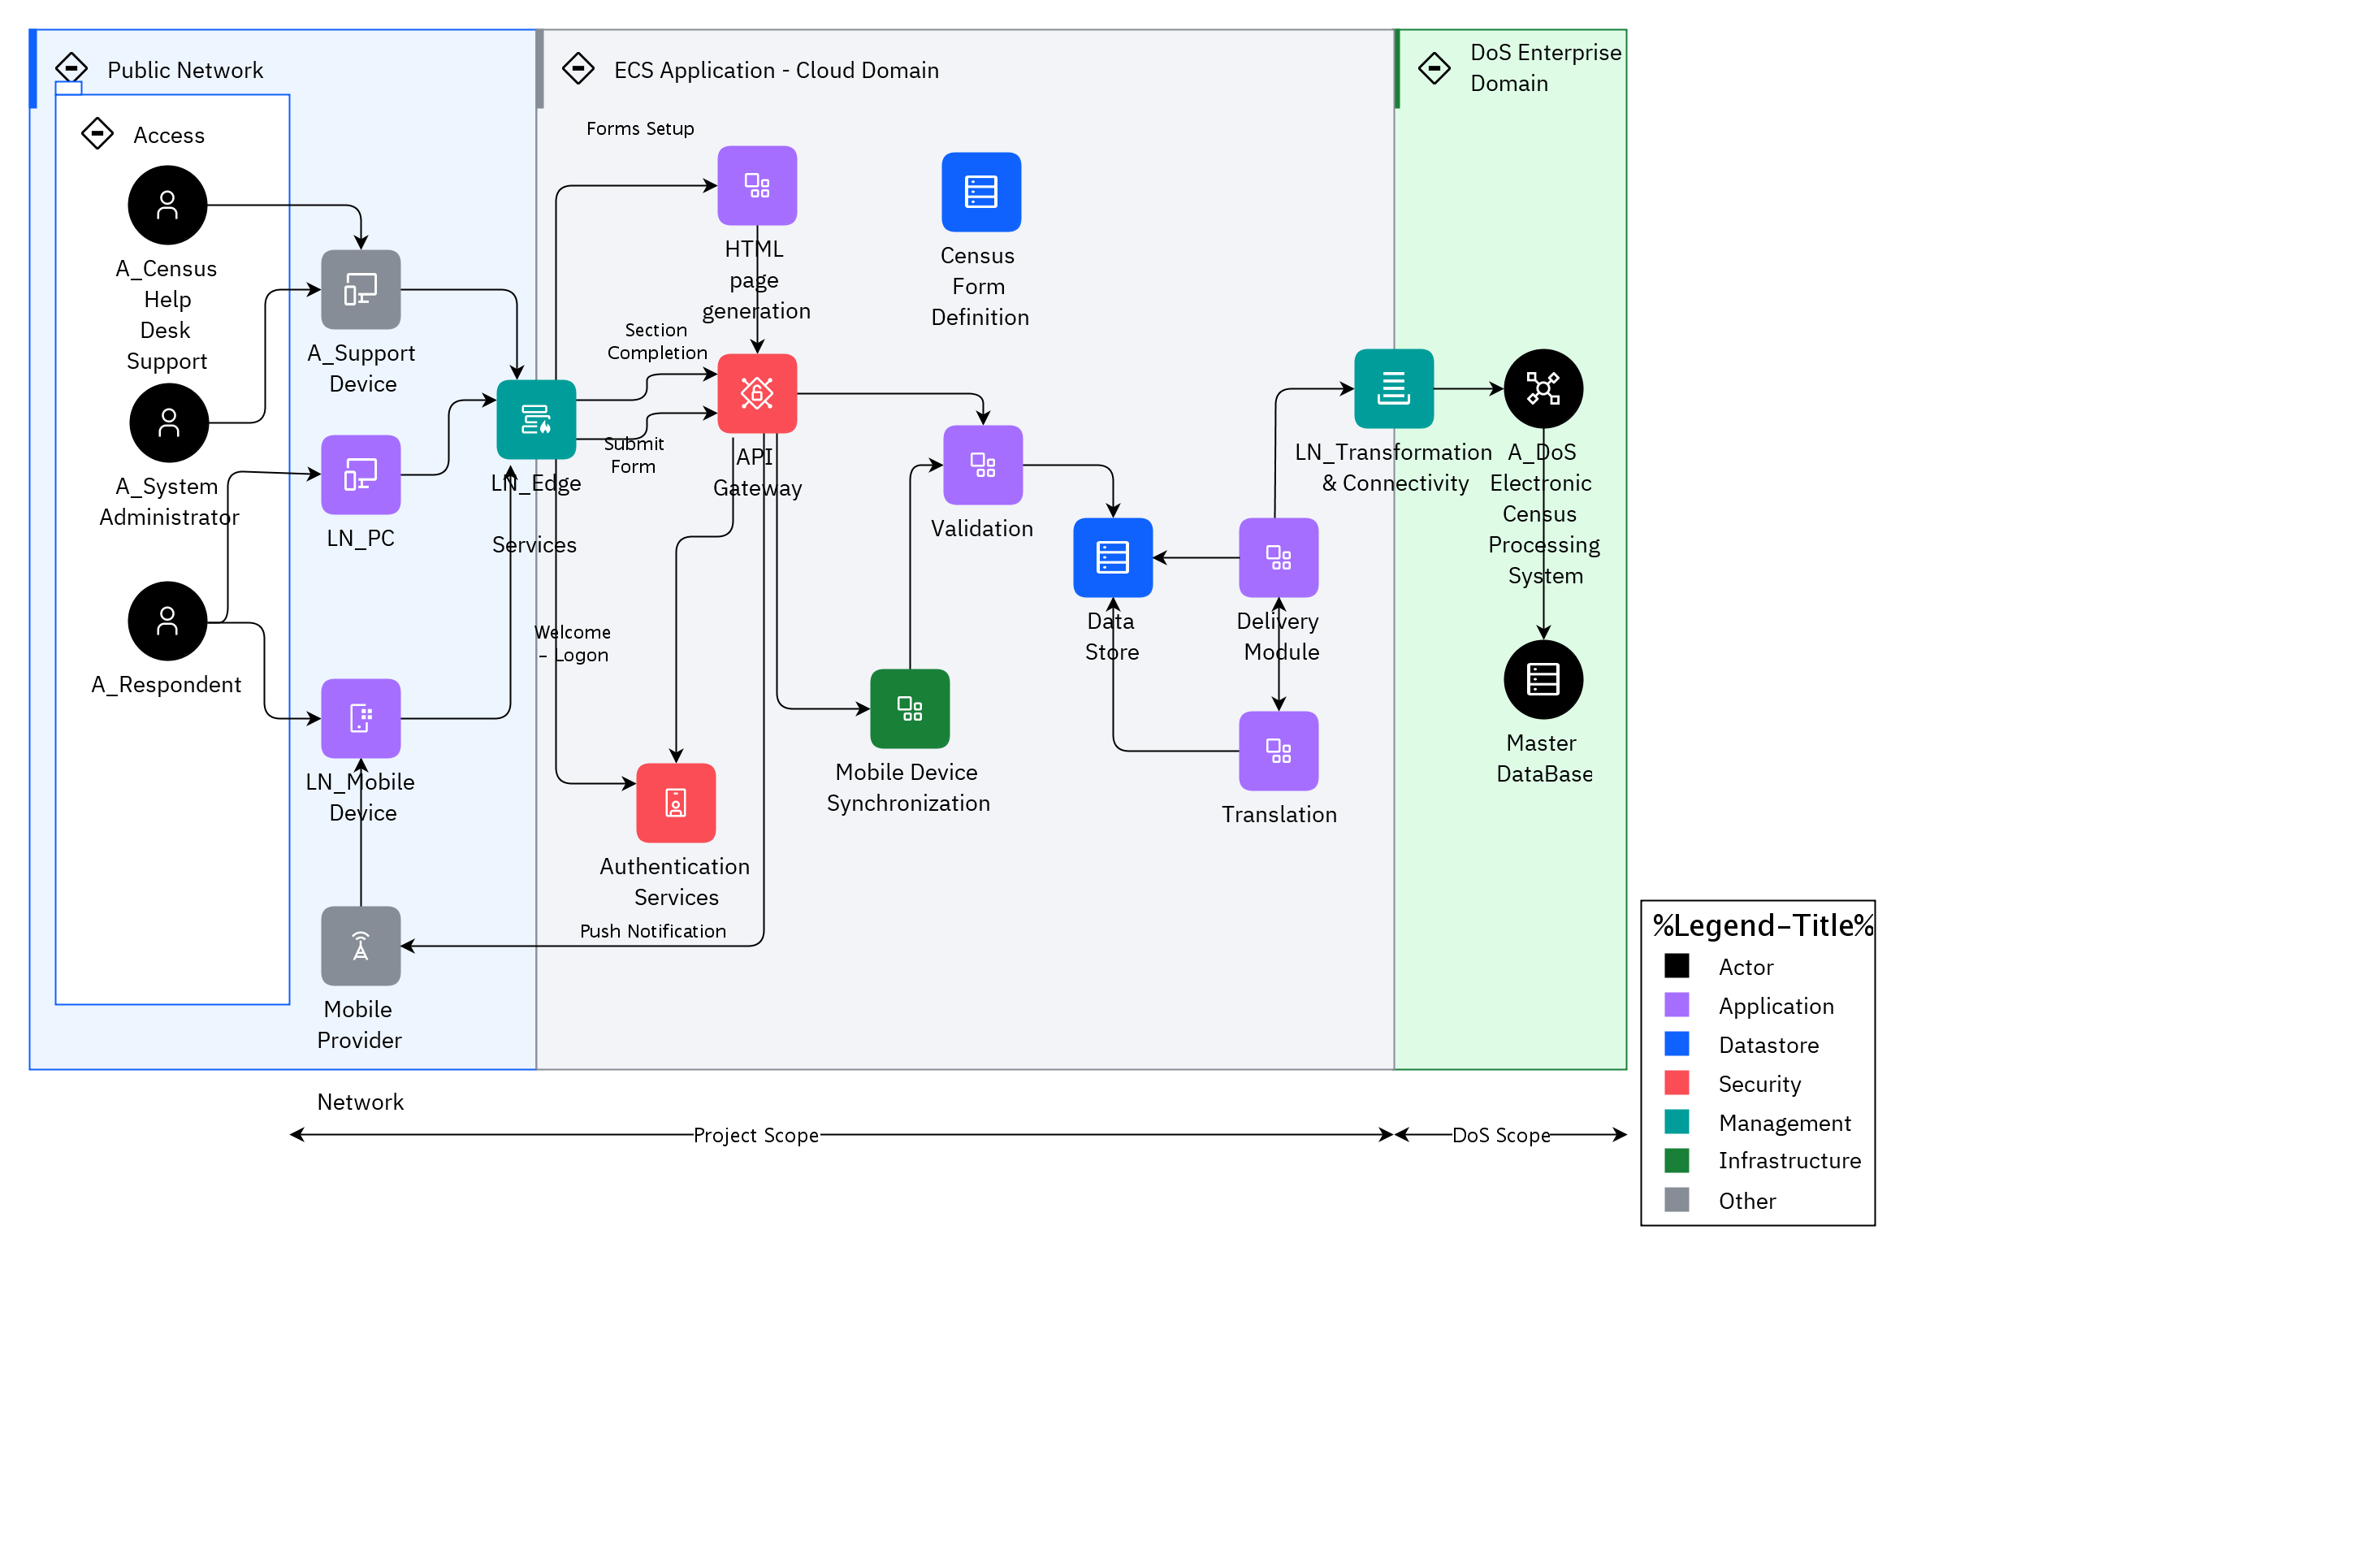 Public Network
ECS Application - Cloud Domain
DoS Enterprise
Domain
Access
Forms Setup
A_Census
Help
Desk
Support
A_Support
Device
A_System
Administrator
LN_PC
A_Respondent
LN_Mobile
Device
Mobile
Provider
Network
LN_Edge
Services
HTML
page
generation
Census
Form
Definition
Section
Completion
Submit
Form
API
Gateway
Welcome
- Logon
Validation
Data
Store
Delivery
Module
LN_Transformation
& Connectivity
A_DoS
Electronic
Census
Processing
System
Mobile Device
Synchronization
Translation
Master
DataBase
Authentication
Services
Push Notification
Project Scope
DoS Scope
%Legend-Title%
Actor
Application
Datastore
Security
Management
Infrastructure
Other